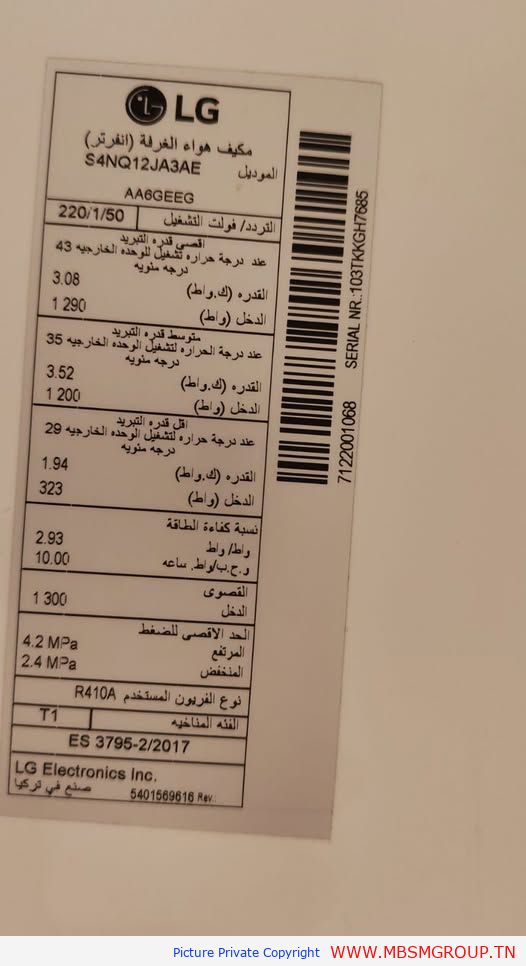 LG
مكيف هواء الغرفة (انفرتر)
الموديل S4NQ12JA3AE
AA6GEEG
التردد/ فولت التشغيل 220/1/50
اقصي قدره التبريد
عند درجة حراره تشغيل للوحده الخارجيه 43
درجه مئويه
القدره (ك.واط) 3.08
الدخل (واط) 1 290
متوسط قدره التبريد
عند درجة الحراره لتشغيل الوحده الخارجيه 35
درجه مئويه
القدره (ك.واط) 3.52
الدخل (واط) 1 200
اقل قدره التبريد
عند درجة حراره لتشغيل الوحده الخارجيه 29
درجه مئويه
القدره (ك.واط) 1.94
الدخل (واط) 323
نسبة كفاءة الطاقة
واط/ واط 2.93
و.ح.ب/واط. ساعه 10.00
القصوى
الدخل 1 300
الحد الاقصى للضغط
المرتفع 4.2 MPa
المنخفض 2.4 MPa
نوع الفريون المستخدم R410A
الفئه المناخيه T1
ES 3795-2/2017
LG Electronics Inc.
صنع في تركيا 5401569616 Rev.:
SERIAL NR.:103TKKGH7685
7122001068
Picture Private Copyright WWW.MBSMGROUP.TN